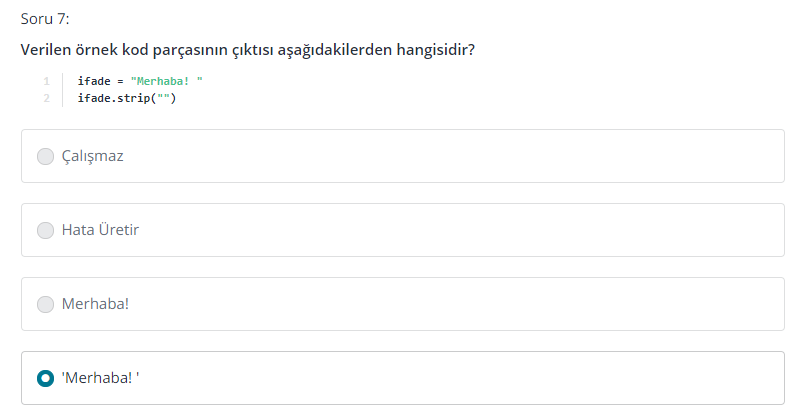 Soru 7:
Verilen örnek kod parçasının çıktısı aşağıdakilerden hangisidir?
1 ifade = "Merhaba! "
2 ifade.strip("")
Çalışmaz
Hata Üretir
Merhaba!
'Merhaba! '